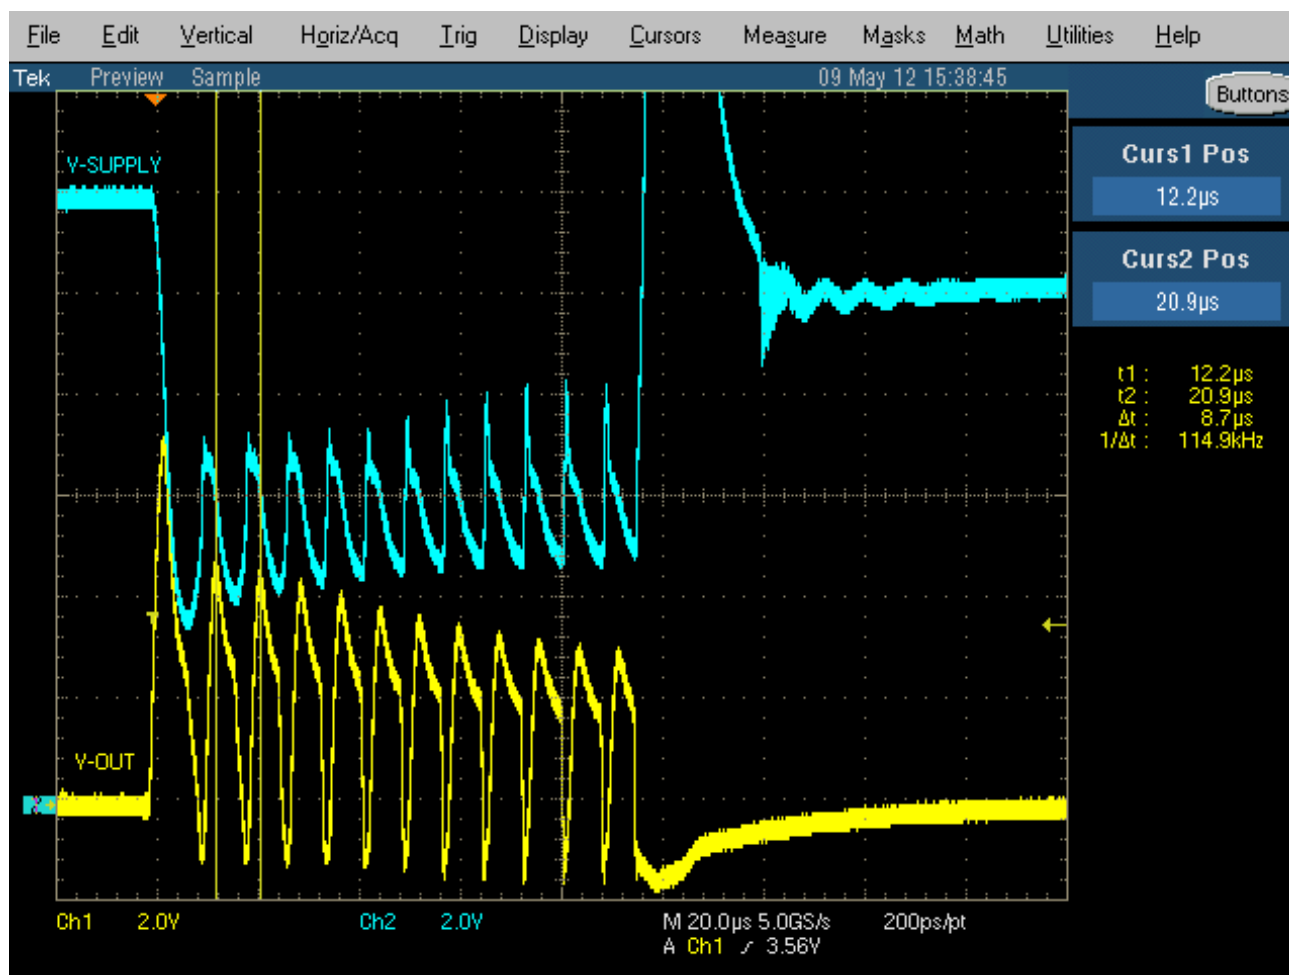 File Edit Vertical Horiz/Acq Trig Display Cursors Measure Masks Math Utilities Help
Tek Preview Sample 09 May 12 15:38:45
Buttons
V-SUPPLY
Curs1 Pos
12.2µs
Curs2 Pos
20.9µs
t1 : 12.2µs
t2 : 20.9µs
Δt : 8.7µs
1/Δt : 114.9kHz
V-OUT
Ch1 2.0V Ch2 2.0V M 20.0µs 5.0GS/s 200ps/pt
A Ch1 ⁄ 3.56V